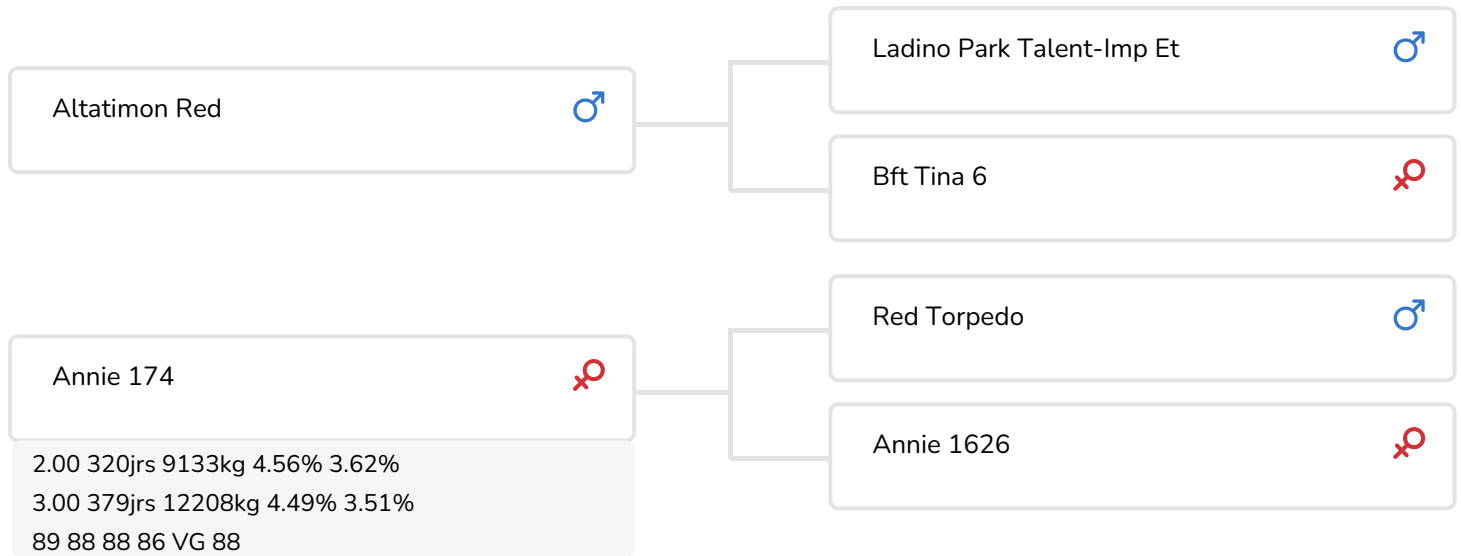 Altatimon Red
Ladino Park Talent-Imp Et
Bft Tina 6
Annie 174
2.00 320jrs 9133kg 4.56% 3.62%
3.00 379jrs 12208kg 4.49% 3.51%
89 88 88 86 VG 88
Red Torpedo
Annie 1626